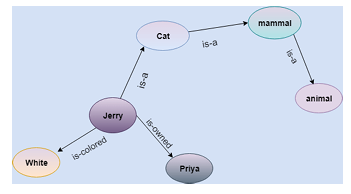 mammal
Cat
is-a
is-a
is-a
animal
Jerry
is-owned
is-colored
White
Priya